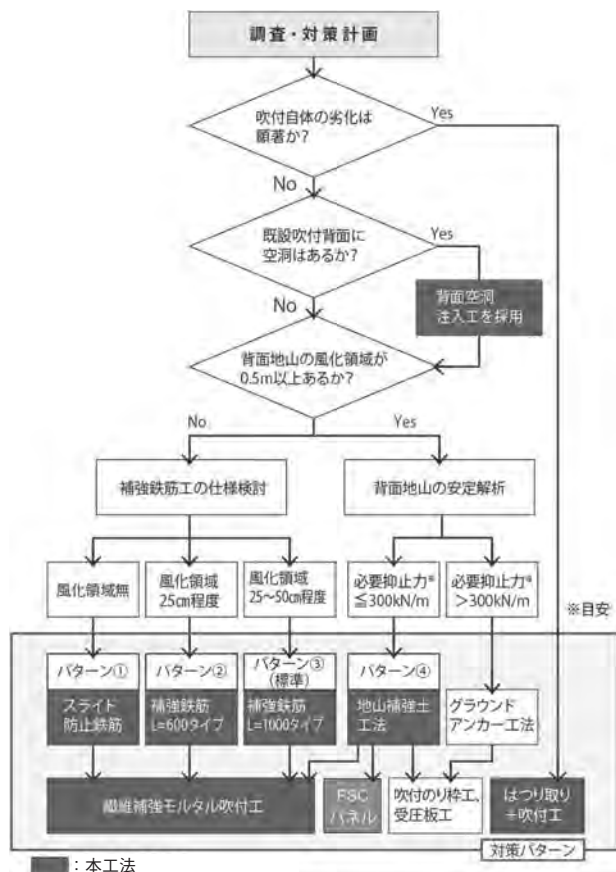 調査・対策計画
吹付自体の劣化は
顕著か?
Yes
No
既設吹付背面に
空洞はあるか?
Yes
背面空洞
注入工を採用
No
背面地山の風化領域が
0.5m以上あるか?
No
Yes
補強鉄筋工の仕様検討
背面地山の安定解析
風化領域無
風化領域
25㎝程度
風化領域
25~50㎝程度
必要抑止力※
≦300kN/m
必要抑止力※
>300kN/m
※目安
パターン①
スライド
防止鉄筋
パターン②
補強鉄筋
L=600タイプ
パターン③
(標準)
補強鉄筋
L=1000タイプ
パターン④
地山補強土
工法
グラウンド
アンカー工法
繊維補強モルタル吹付工
FSC
パネル
吹付のり枠工、
受圧板工
はつり取り
+吹付工
対策パターン
:本工法